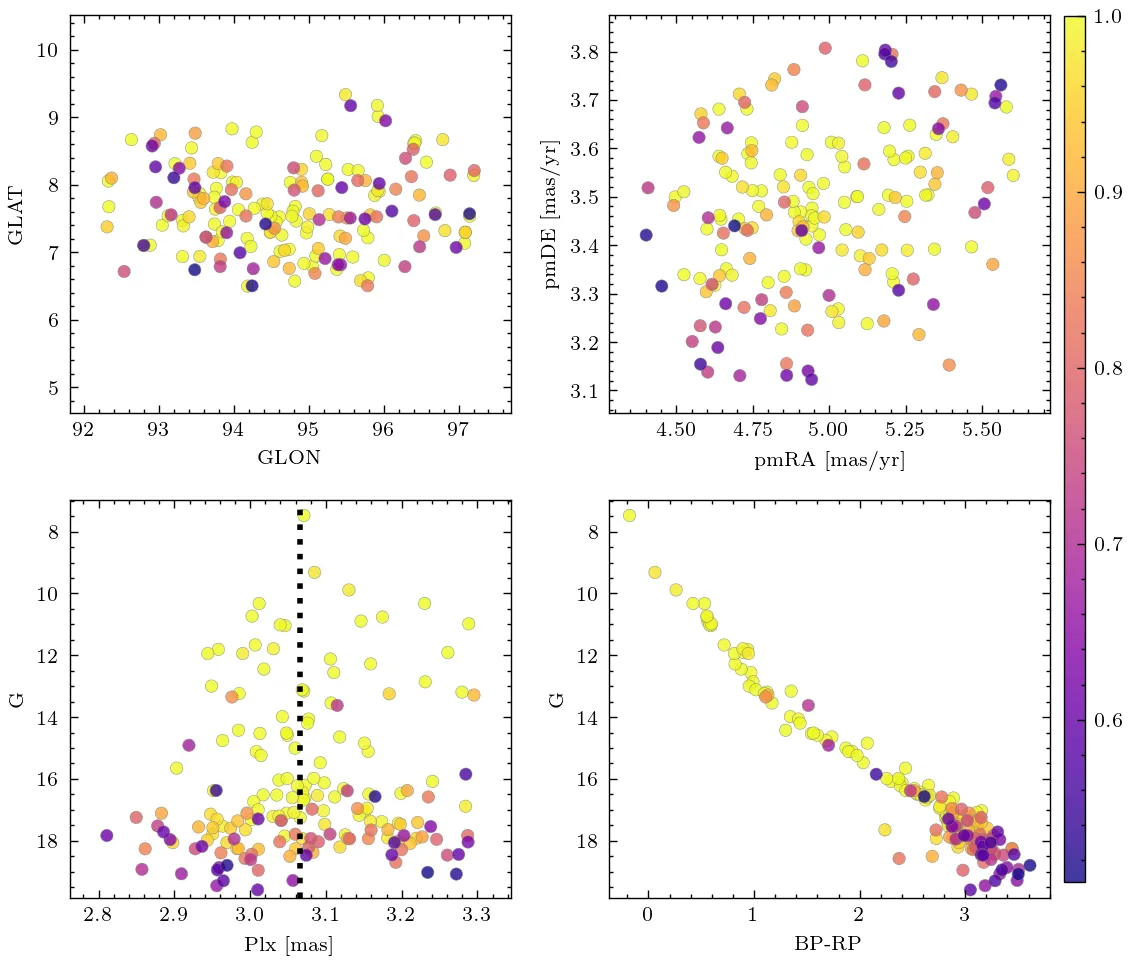 10
9
8
7
6
5
GLAT
92 93 94 95 96 97
GLON
3.8
3.7
3.6
3.5
3.4
3.3
3.2
3.1
pmDE [mas/yr]
4.50 4.75 5.00 5.25 5.50
pmRA [mas/yr]
1.0
0.9
0.8
0.7
0.6
8
10
12
14
16
18
G
2.8 2.9 3.0 3.1 3.2 3.3
Plx [mas]
8
10
12
14
16
18
G
0 1 2 3
BP-RP